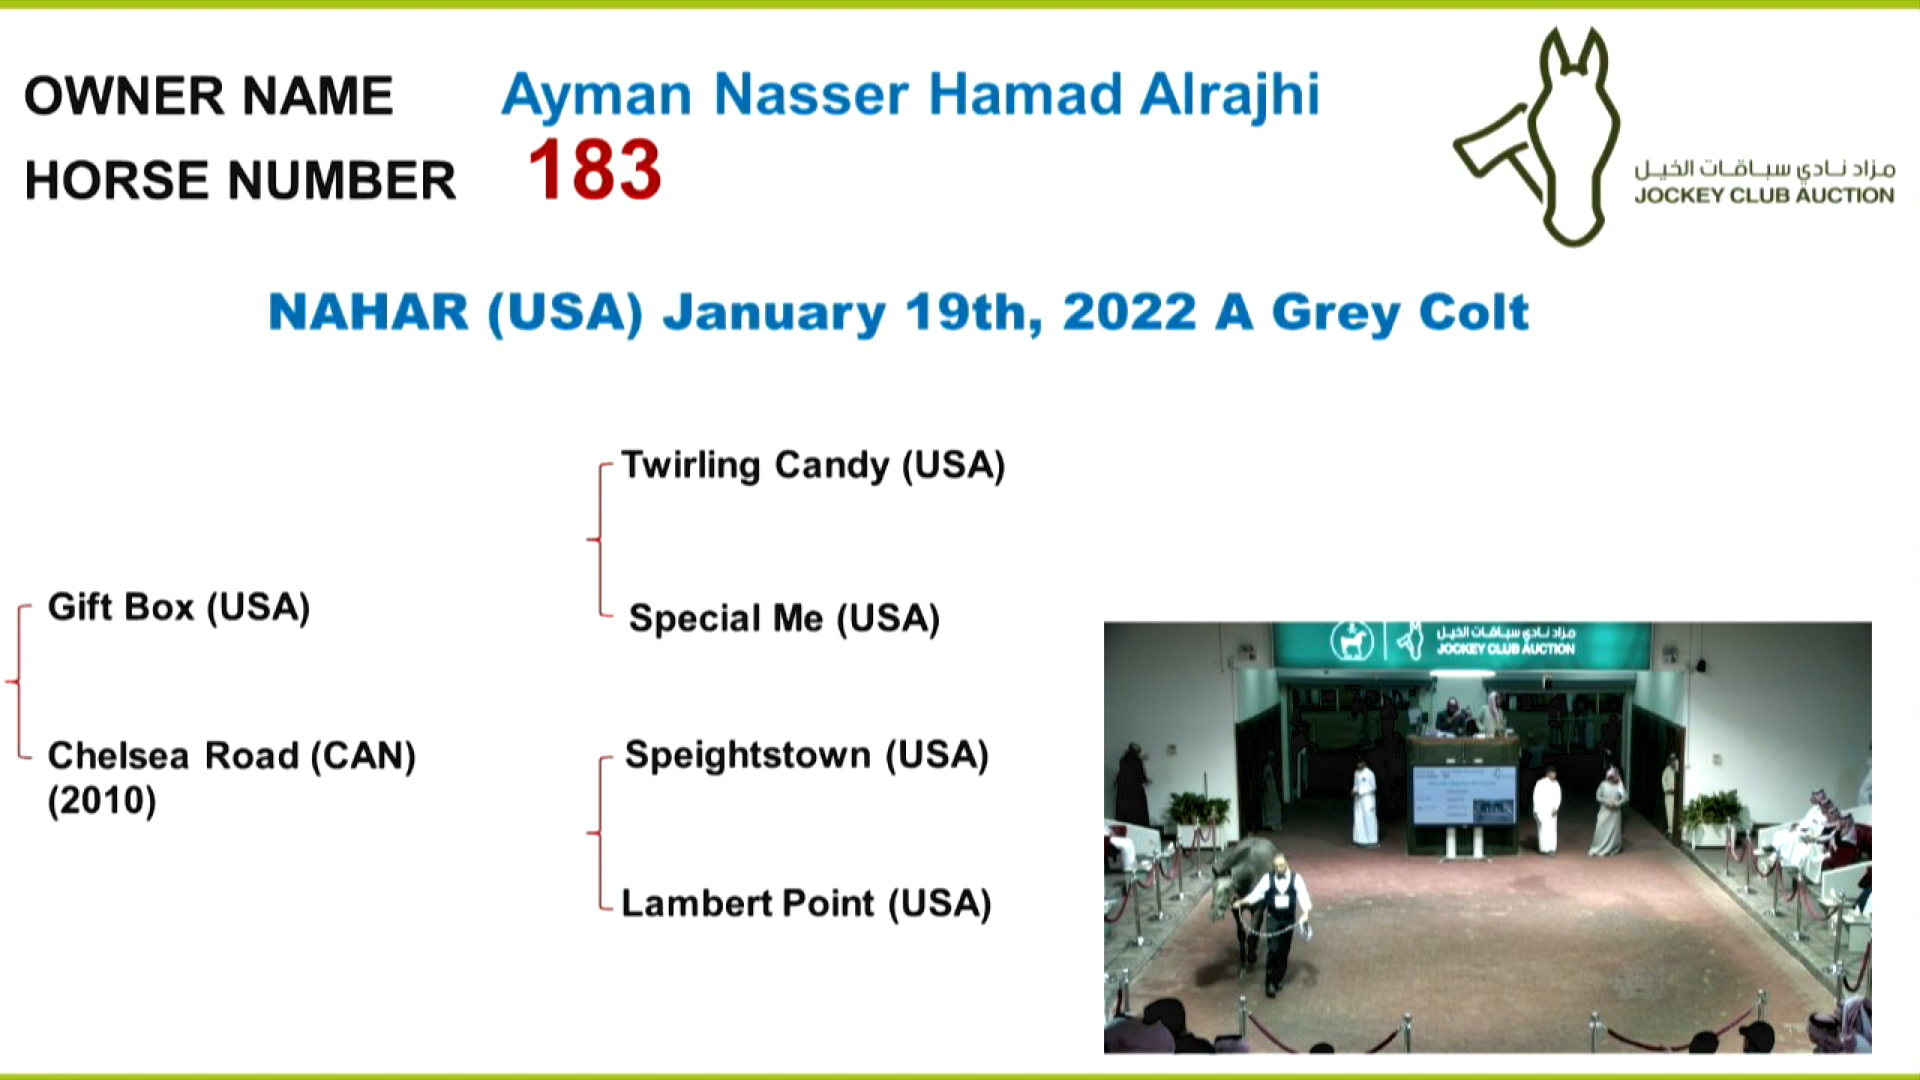 OWNER NAME Ayman Nasser Hamad Alrajhi
HORSE NUMBER 183
مزاد نادي سباقات الخيل
JOCKEY CLUB AUCTION
NAHAR (USA) January 19th, 2022 A Grey Colt
Twirling Candy (USA)
Gift Box (USA)
Special Me (USA)
Chelsea Road (CAN)
(2010)
Speightstown (USA)
Lambert Point (USA)
مزاد نادي سباقات الخيل
JOCKEY CLUB AUCTION